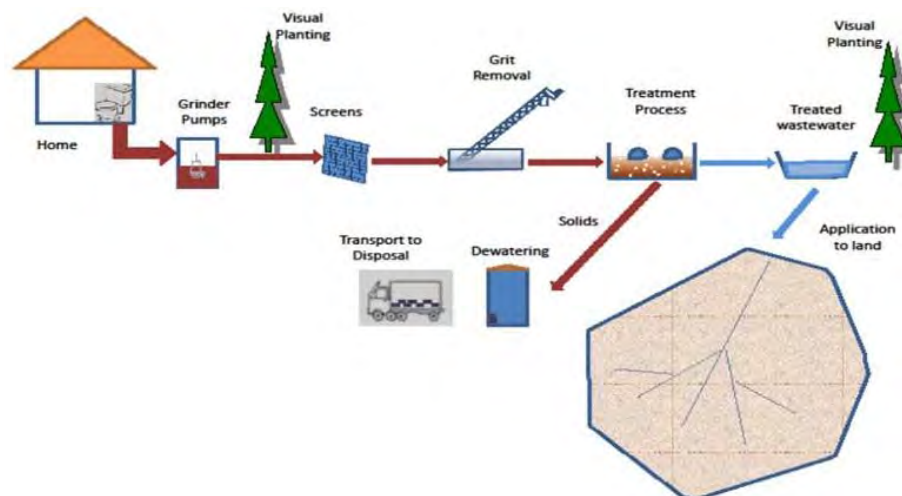 Visual
Planting
Visual
Planting
Grit
Removal
Treatment
Process
Treated
wastewater
Grinder
Pumps
Screens
Home
Solids
Application
to land
Transport to
Disposal
Dewatering